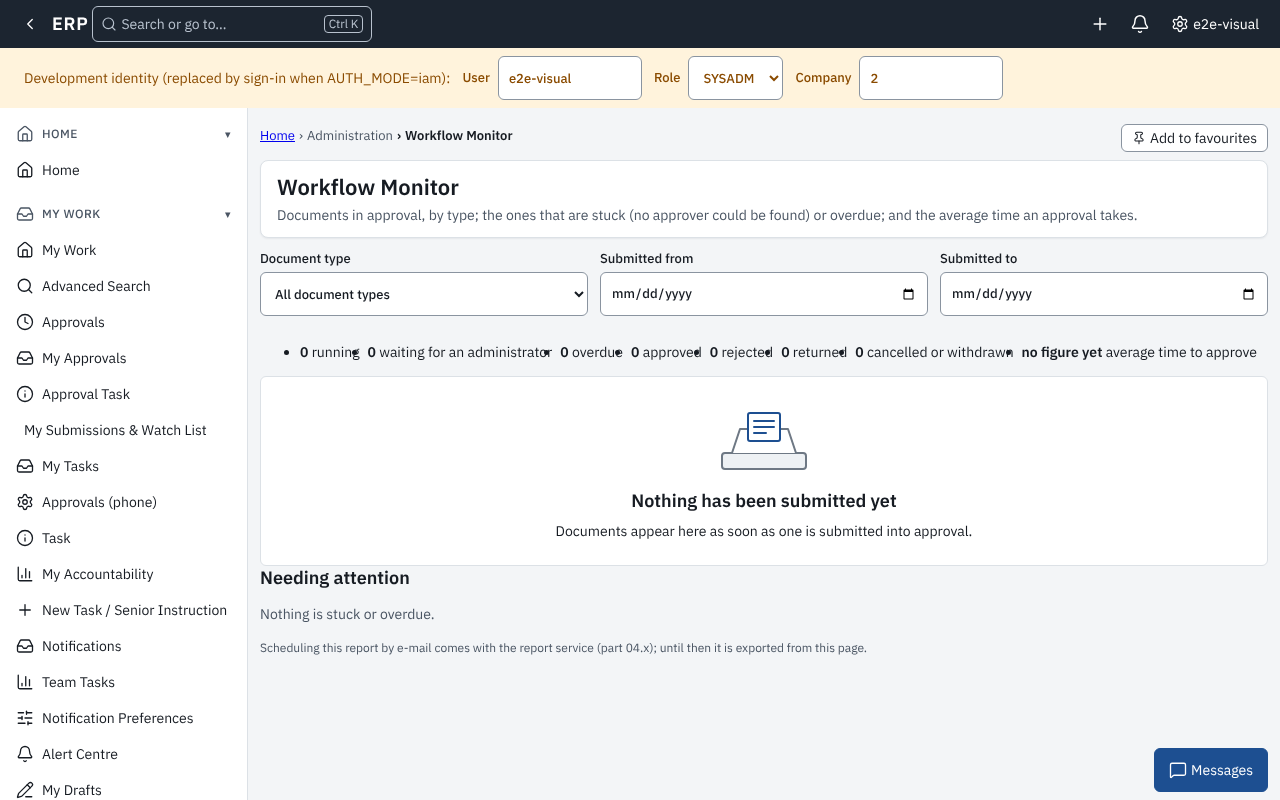 ERP
Search or go to...
Ctrl K
e2e-visual
Development identity (replaced by sign-in when AUTH_MODE=iam):
User
e2e-visual
Role
SYSADM
Company
2
HOME
Home
MY WORK
My Work
Advanced Search
Approvals
My Approvals
Approval Task
My Submissions & Watch List
My Tasks
Approvals (phone)
Task
My Accountability
New Task / Senior Instruction
Notifications
Team Tasks
Notification Preferences
Alert Centre
My Drafts
Home › Administration › Workflow Monitor
Add to favourites
Workflow Monitor
Documents in approval, by type; the ones that are stuck (no approver could be found) or overdue; and the average time an approval takes.
Document type
All document types
Submitted from
mm/dd/yyyy
Submitted to
mm/dd/yyyy
• 0 running • 0 waiting for an administrator • 0 overdue • 0 approved • 0 rejected • 0 returned • 0 cancelled or withdrawn • no figure yet average time to approve
Nothing has been submitted yet
Documents appear here as soon as one is submitted into approval.
Needing attention
Nothing is stuck or overdue.
Scheduling this report by e-mail comes with the report service (part 04.x); until then it is exported from this page.
Messages